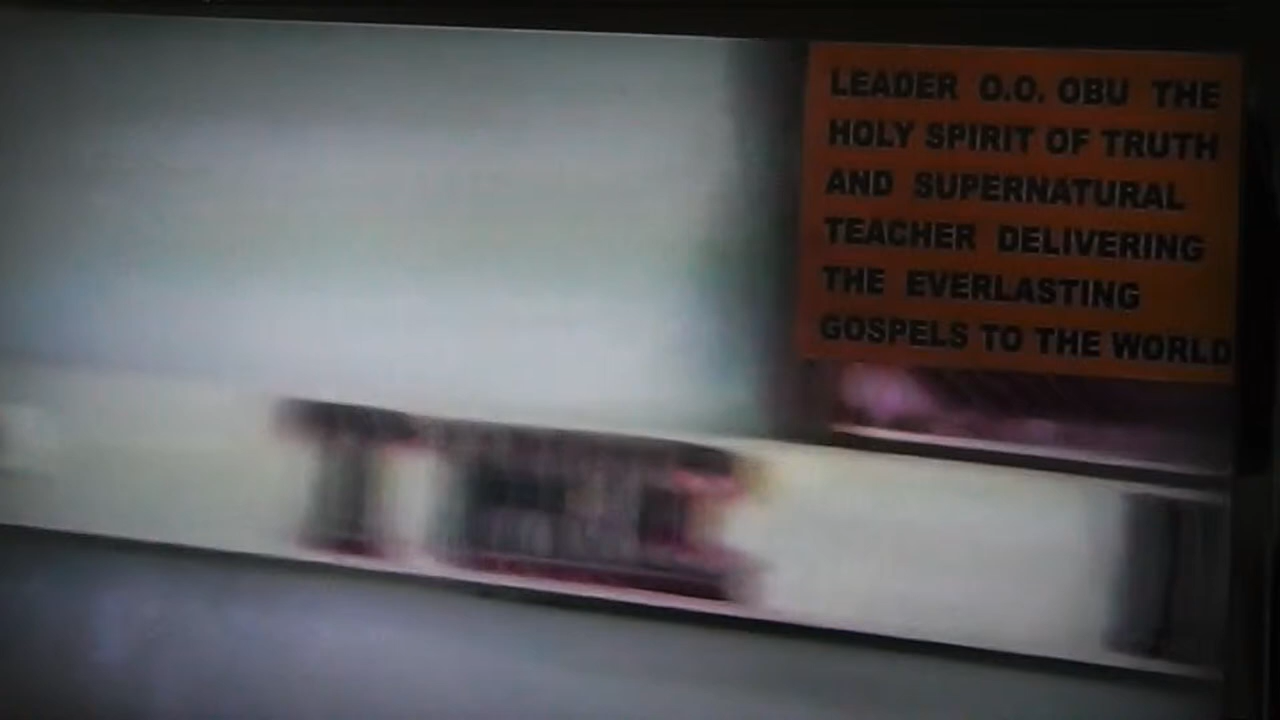 LEADER O.O. OBU THE
HOLY SPIRIT OF TRUTH
AND SUPERNATURAL
TEACHER DELIVERING
THE EVERLASTING
GOSPELS TO THE WORLD